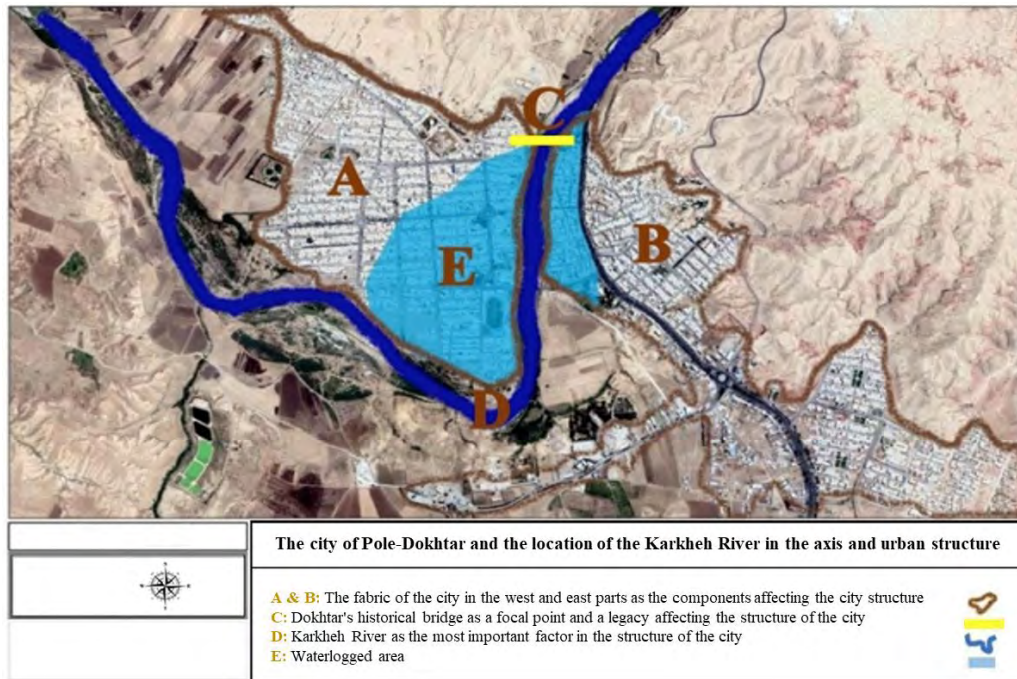 C
A
B
E
D
The city of Pole-Dokhtar and the location of the Karkheh River in the axis and urban structure
A & B: The fabric of the city in the west and east parts as the components affecting the city structure
C: Dokhtar's historical bridge as a focal point and a legacy affecting the structure of the city
D: Karkheh River as the most important factor in the structure of the city
E: Waterlogged area